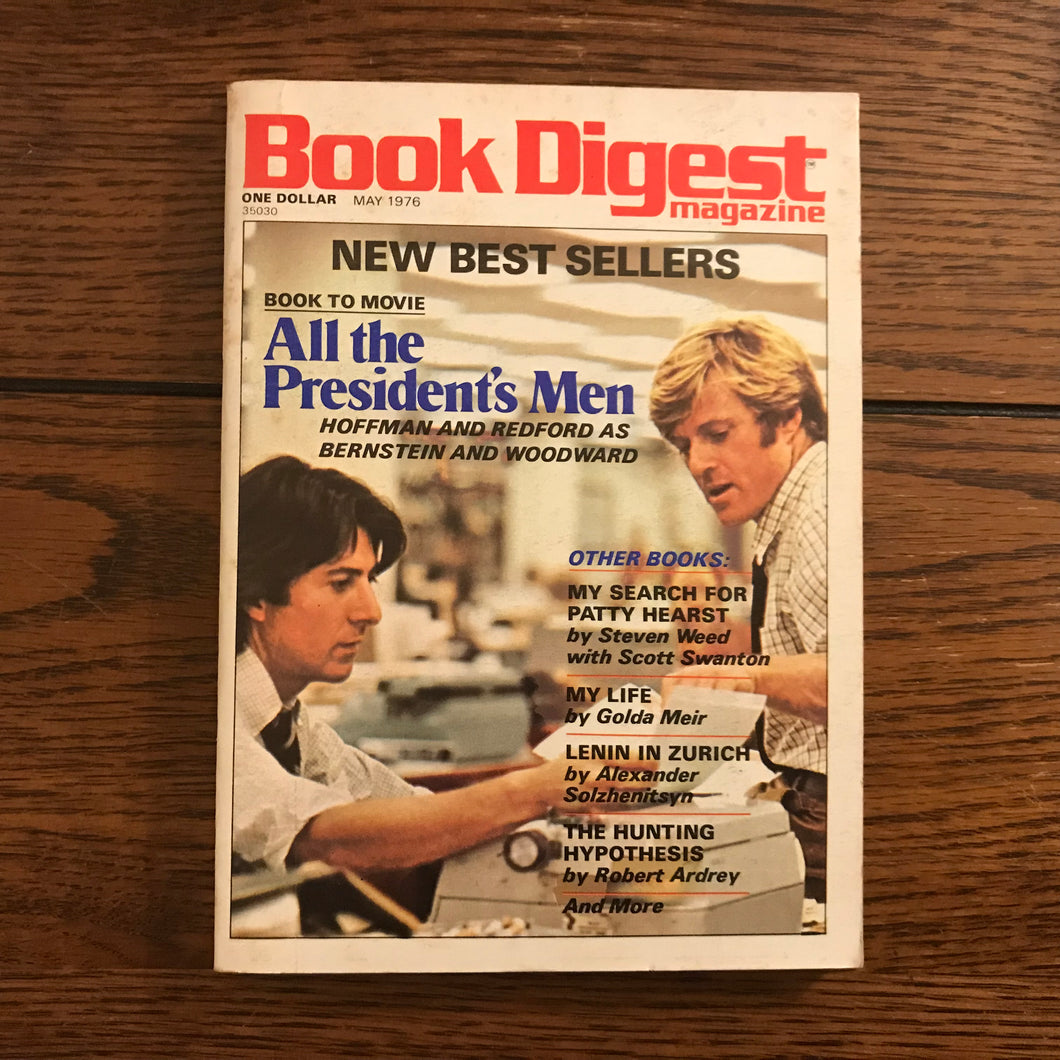 Book Digest
magazine
ONE DOLLAR MAY 1976
35030
NEW BEST SELLERS
BOOK TO MOVIE
All the
President's Men
HOFFMAN AND REDFORD AS
BERNSTEIN AND WOODWARD
OTHER BOOKS:
MY SEARCH FOR
PATTY HEARST
by Steven Weed
with Scott Swanton
MY LIFE
by Golda Meir
LENIN IN ZURICH
by Alexander
Solzhenitsyn
THE HUNTING
HYPOTHESIS
by Robert Ardrey
And More